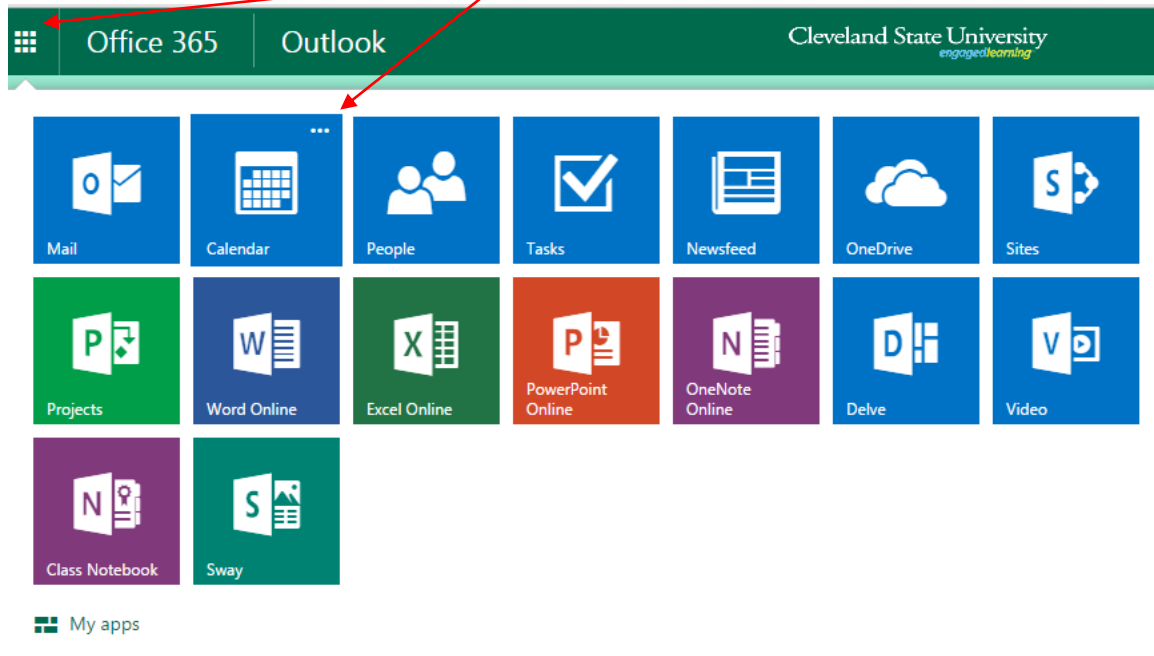 Office 365 Outlook Cleveland State University
engagedlearning
Mail Calendar People Tasks Newsfeed OneDrive Sites
Projects Word Online Excel Online PowerPoint Online OneNote Online Delve Video
Class Notebook Sway
My apps